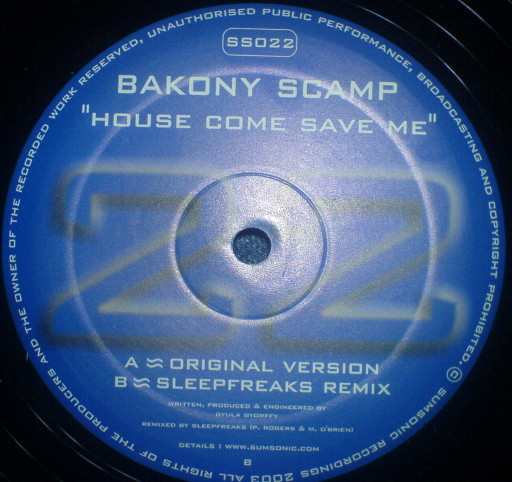 SS022
BAKONY SCAMP
"HOUSE COME SAVE ME"
22
A ≈ ORIGINAL VERSION
B ≈ SLEEPFREAKS REMIX
WRITTEN, PRODUCED & ENGINEERED BY
GYULA GYORFFY
REMIXED BY SLEEPFREAKS (P. ROGERS & M. O'BRIEN)
DETAILS : WWW.SUMSONIC.COM
B
ALL RIGHTS OF THE PRODUCERS AND THE OWNER OF THE RECORDED WORK RESERVED, UNAUTHORISED PUBLIC PERFORMANCE, BROADCASTING AND COPYRIGHT PROHIBITED. © SUMSONIC RECORDINGS 2003